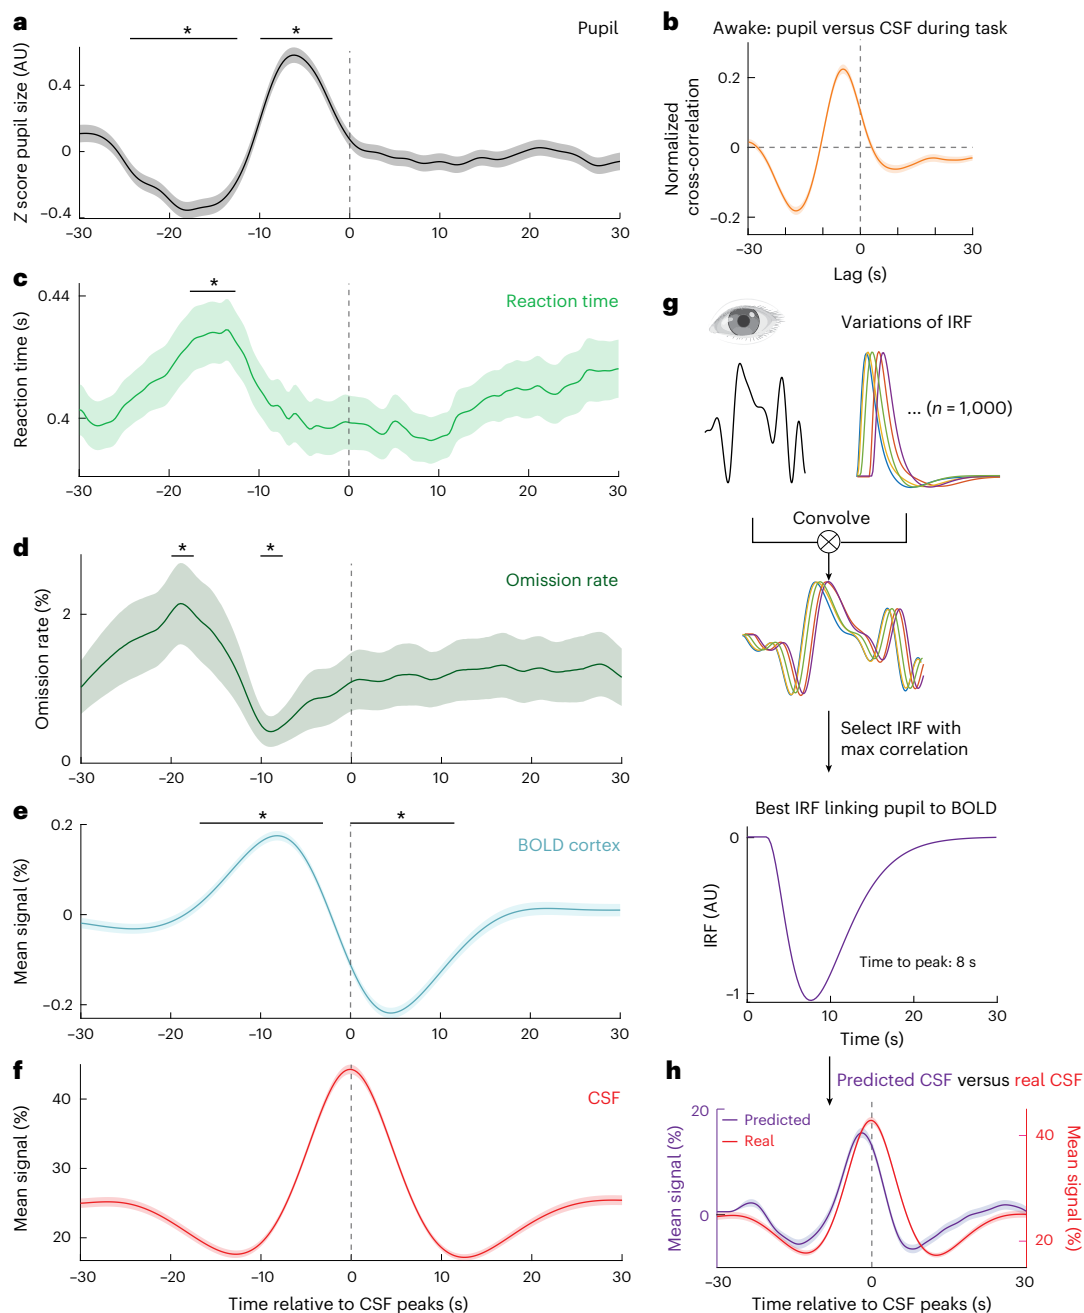 a
Pupil
*
*
Z score pupil size (AU)
0.4
0
–0.4
–30
–20
–10
0
10
20
30
b
Awake: pupil versus CSF during task
Normalized
cross-correlation
0.2
0
–0.2
–30
0
30
Lag (s)
c
Reaction time
*
Reaction time (s)
0.44
0.4
–30
–20
–10
0
10
20
30
d
Omission rate
*
*
Omission rate (%)
2
0
–30
–20
–10
0
10
20
30
e
BOLD cortex
*
*
Mean signal (%)
0.2
0
–0.2
–30
–20
–10
0
10
20
30
f
CSF
Mean signal (%)
40
30
20
–30
–20
–10
0
10
20
30
Time relative to CSF peaks (s)
g
Variations of IRF
... (n = 1,000)
Convolve
Select IRF with
max correlation
Best IRF linking pupil to BOLD
IRF (AU)
0
–1
Time to peak: 8 s
0
10
20
30
Time (s)
h
Predicted CSF versus real CSF
Predicted
Real
Mean signal (%)
20
0
40
20
Mean signal (%)
–30
0
30
Time relative to CSF peaks (s)